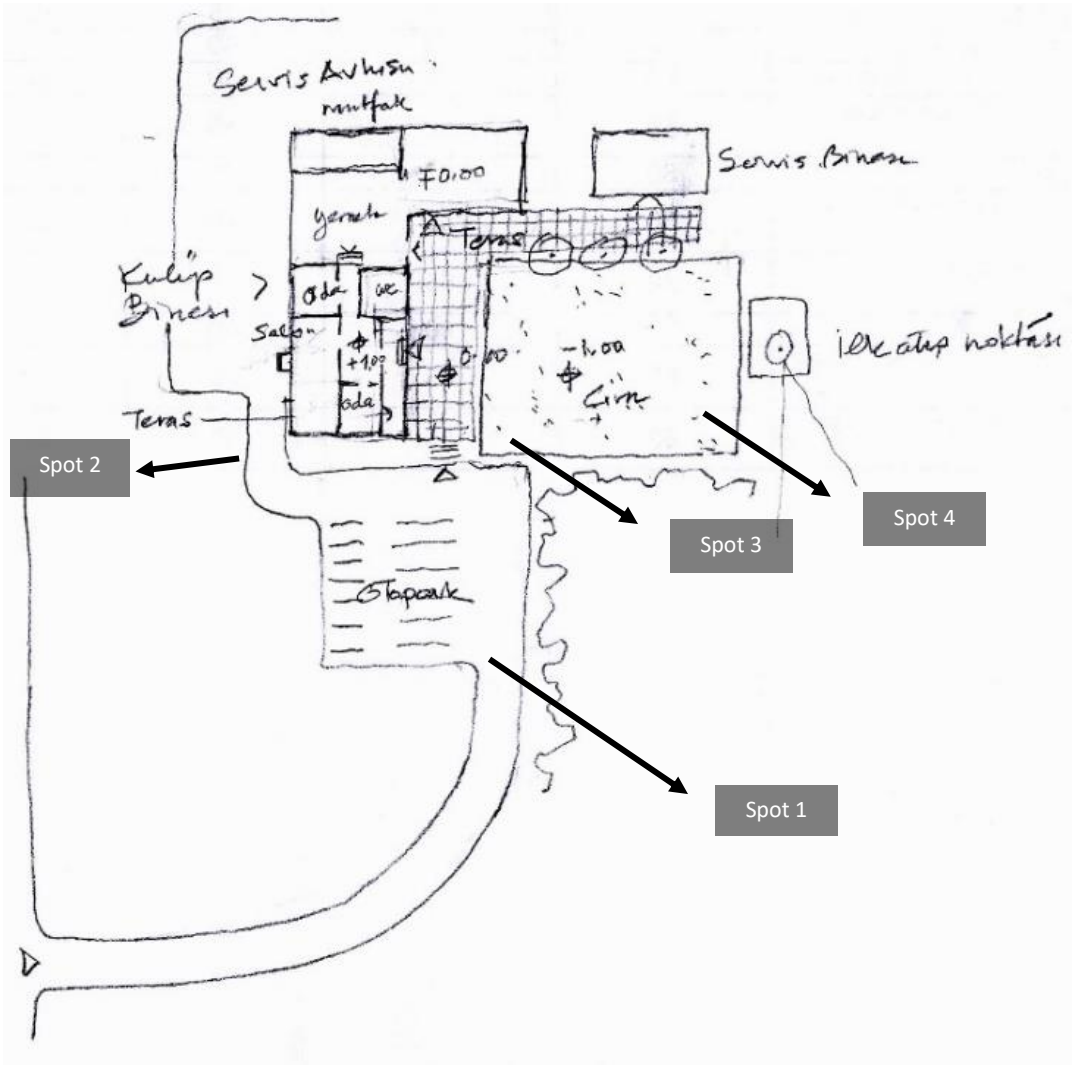 Servis Avlusu
mutfak
∓0.00
Servis Binası
yemek
Teras
Kulüp
Binası
Oda
wc
Salon
+1.00
0.00
-1.00
Çim
ilk atış noktası
oda
Teras
Spot 2
Spot 4
Spot 3
Otopark
Spot 1